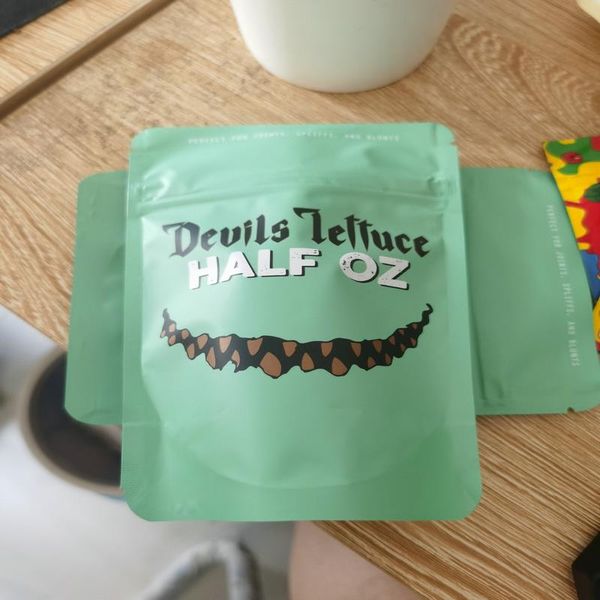 PERFECT FOR JOINTS, SPLIFFS, AND BLUNTS
Devils lettuce
HALF OZ
PERFECT FOR JOINTS, SPLIFFS, AND BLUNTS